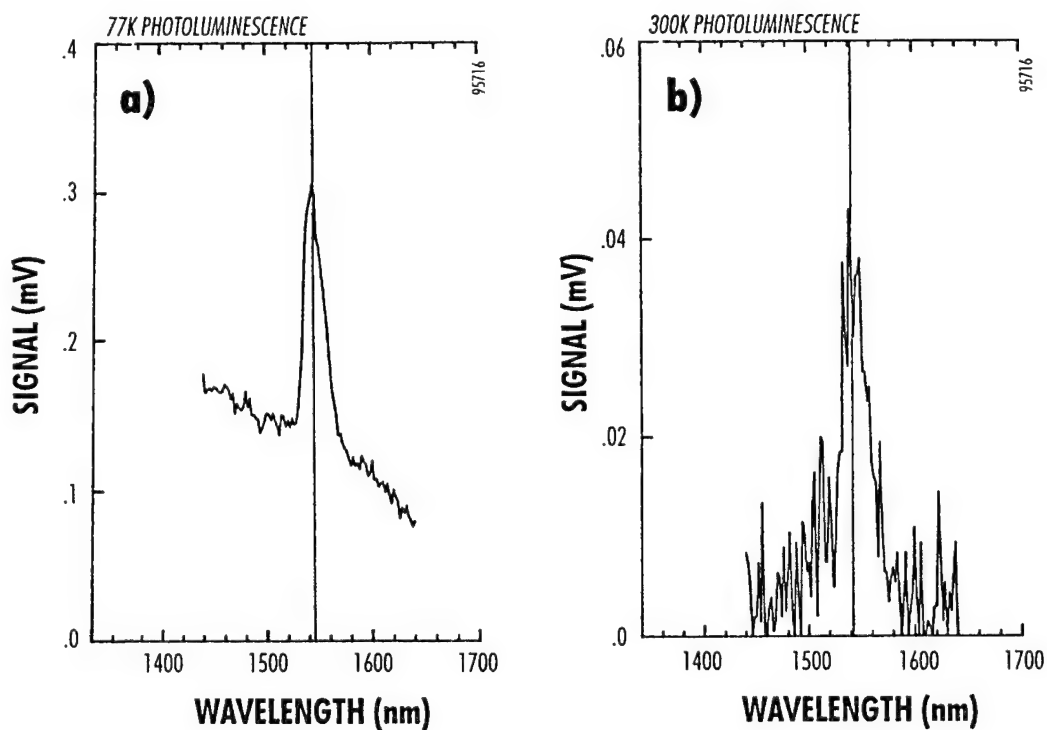 77K PHOTOLUMINESCENCE
a)
95716
.4
.3
.2
.1
.0
SIGNAL (mV)
1400 1500 1600 1700
WAVELENGTH (nm)
300K PHOTOLUMINESCENCE
b)
95716
.06
.04
.02
.0
SIGNAL (mV)
1400 1500 1600 1700
WAVELENGTH (nm)